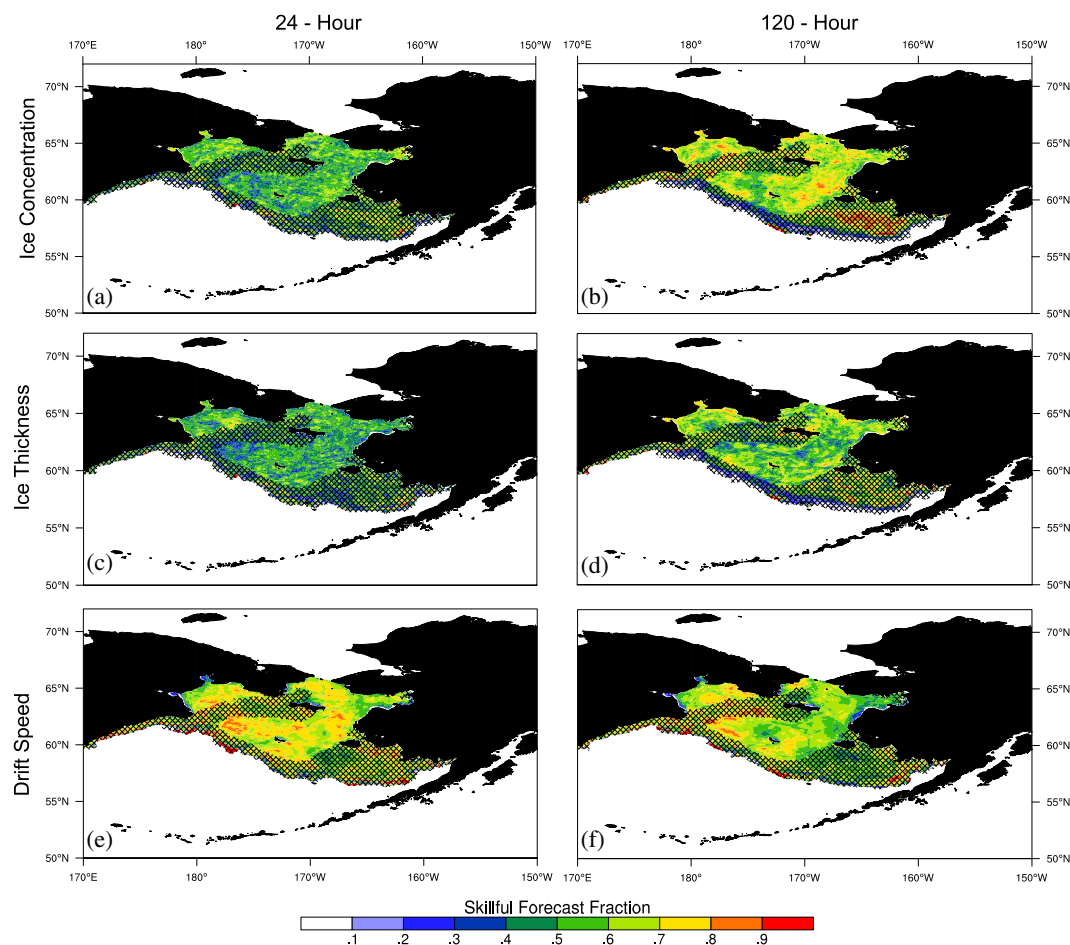 24 - Hour 120 - Hour
170°E 180° 170°W 160°W 150°W 170°E 180° 170°W 160°W 150°W
Ice Concentration
70°N 70°N
65°N 65°N
60°N 60°N
55°N 55°N
50°N 50°N
(a) (b)
Ice Thickness
70°N 70°N
65°N 65°N
60°N 60°N
55°N 55°N
50°N 50°N
(c) (d)
Drift Speed
70°N 70°N
65°N 65°N
60°N 60°N
55°N 55°N
50°N 50°N
(e) (f)
170°E 180° 170°W 160°W 150°W 170°E 180° 170°W 160°W 150°W
Skillful Forecast Fraction
.1 .2 .3 .4 .5 .6 .7 .8 .9